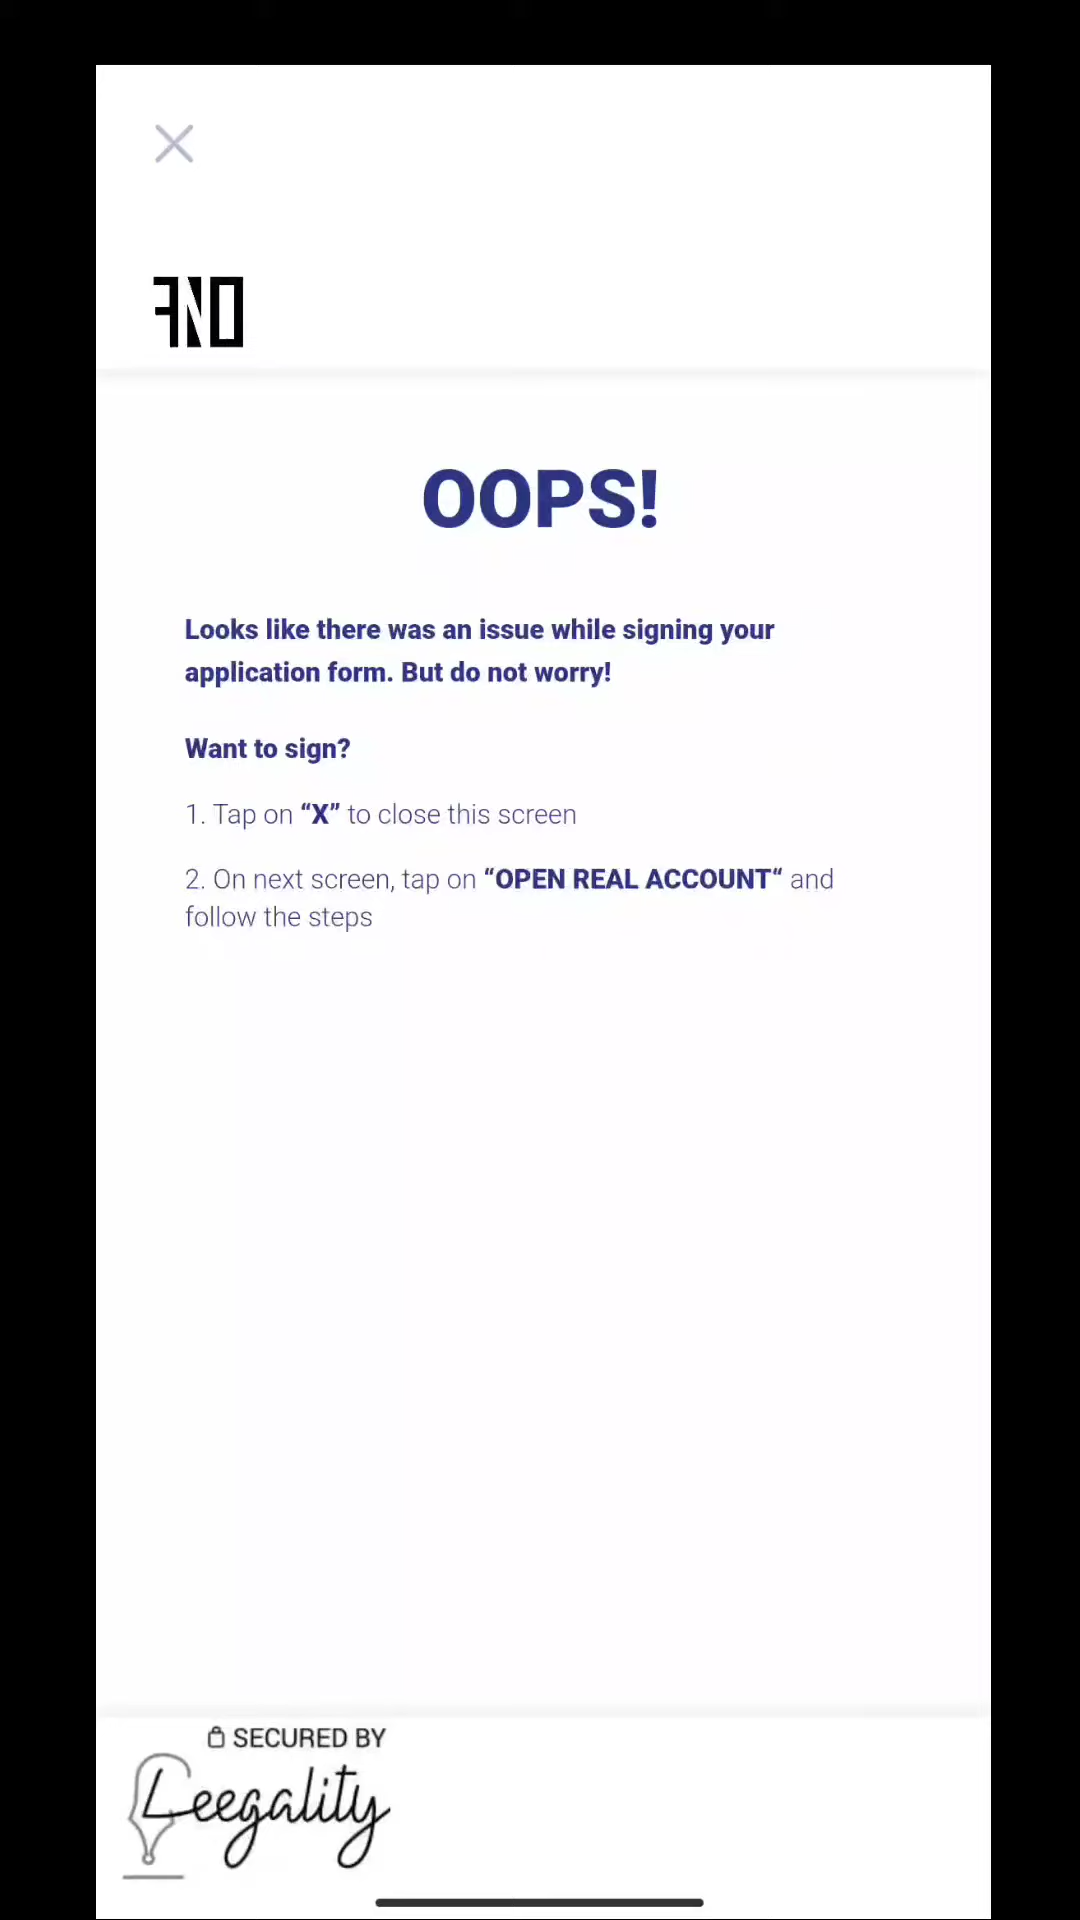 FNO
OOPS!
Looks like there was an issue while signing your
application form. But do not worry!
Want to sign?
1. Tap on “X” to close this screen
2. On next screen, tap on “OPEN REAL ACCOUNT“ and
follow the steps
SECURED BY
Leegality